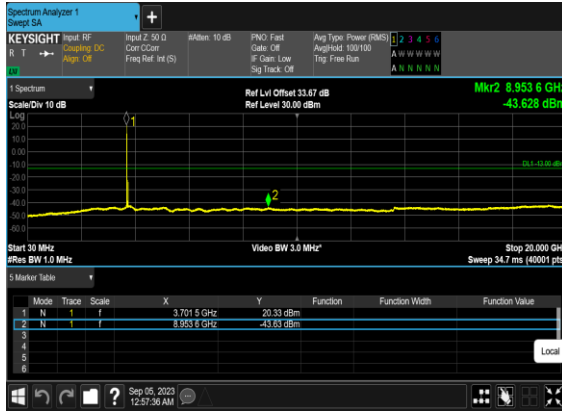 Spectrum Analyzer 1
Swept SA
+
KEYSIGHT Input: RF Input Z: 50 Ω #Atten: 10 dB PNO: Fast Avg Type: Power (RMS) 1 2 3 4 5 6
R T Coupling: DC Corr CCorr Gate: Off Avg|Hold: 100/100 A W W W W W
Align: Off Freq Ref: Int (S) IF Gain: Low Trig: Free Run
LV Sig Track: Off A N N N N N
1 Spectrum Ref Lvl Offset 33.67 dB Mkr2 8.953 6 GHz
Scale/Div 10 dB Ref Level 30.00 dBm -43.628 dBm
Log
1
20.0
10.0
0.00
-10.0 DL1 -13.00 dBm
-20.0
-30.0
-40.0 2
-50.0
-60.0
Start 30 MHz Video BW 3.0 MHz* Stop 20.000 GHz
#Res BW 1.0 MHz Sweep 34.7 ms (40001 pts)
5 Marker Table
Mode Trace Scale X Y Function Function Width Function Value
1 N 1 f 3.701 5 GHz 20.33 dBm
2 N 1 f 8.953 6 GHz -43.63 dBm
3
4
5
6
Local
? Sep 05, 2023
12:57:36 AM